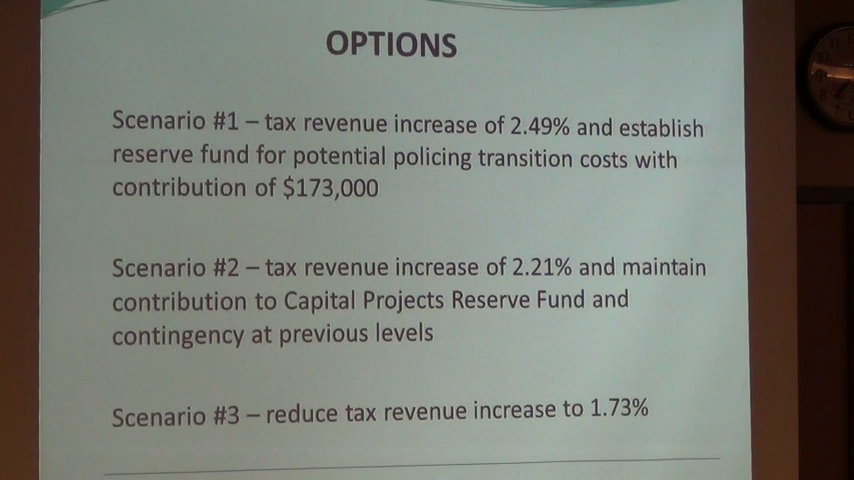 OPTIONS
Scenario #1 – tax revenue increase of 2.49% and establish
reserve fund for potential policing transition costs with
contribution of $173,000
Scenario #2 – tax revenue increase of 2.21% and maintain
contribution to Capital Projects Reserve Fund and
contingency at previous levels
Scenario #3 – reduce tax revenue increase to 1.73%